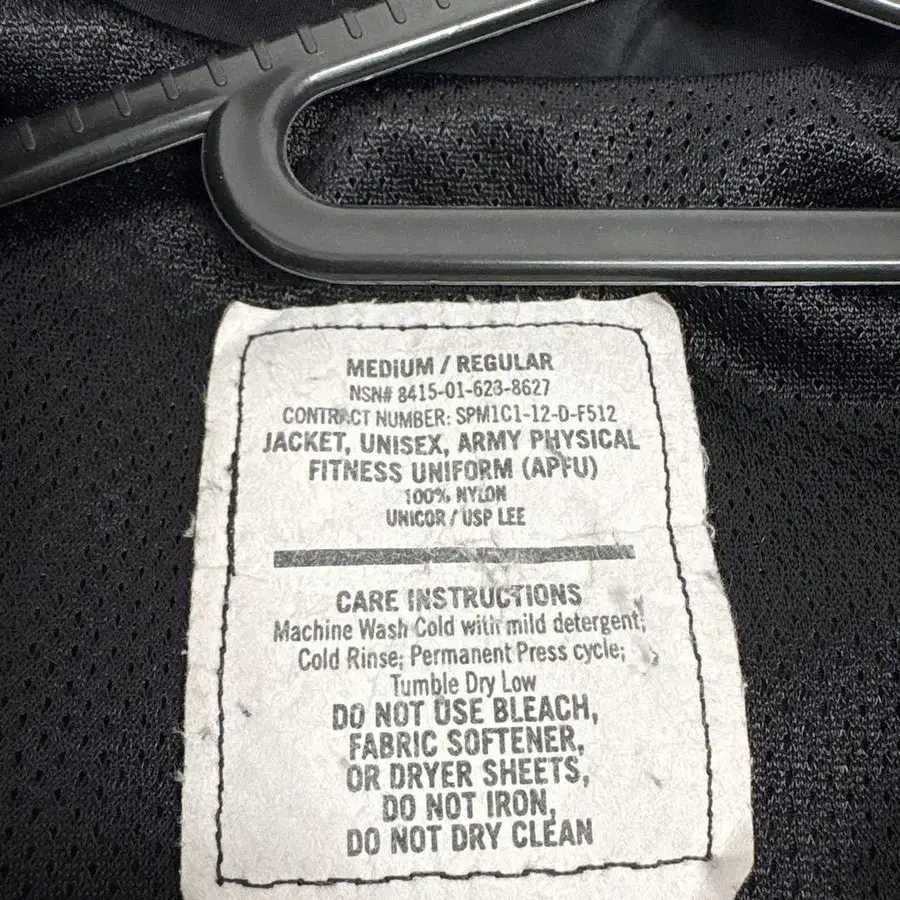 MEDIUM / REGULAR
NSN# 8415-01-623-8627
CONTRACT NUMBER: SPM1C1-12-D-F512
JACKET, UNISEX, ARMY PHYSICAL
FITNESS UNIFORM (APFU)
100% NYLON
UNICOR / USP LEE
CARE INSTRUCTIONS
Machine Wash Cold with mild detergent;
Cold Rinse; Permanent Press cycle;
Tumble Dry Low
DO NOT USE BLEACH,
FABRIC SOFTENER,
OR DRYER SHEETS,
DO NOT IRON,
DO NOT DRY CLEAN